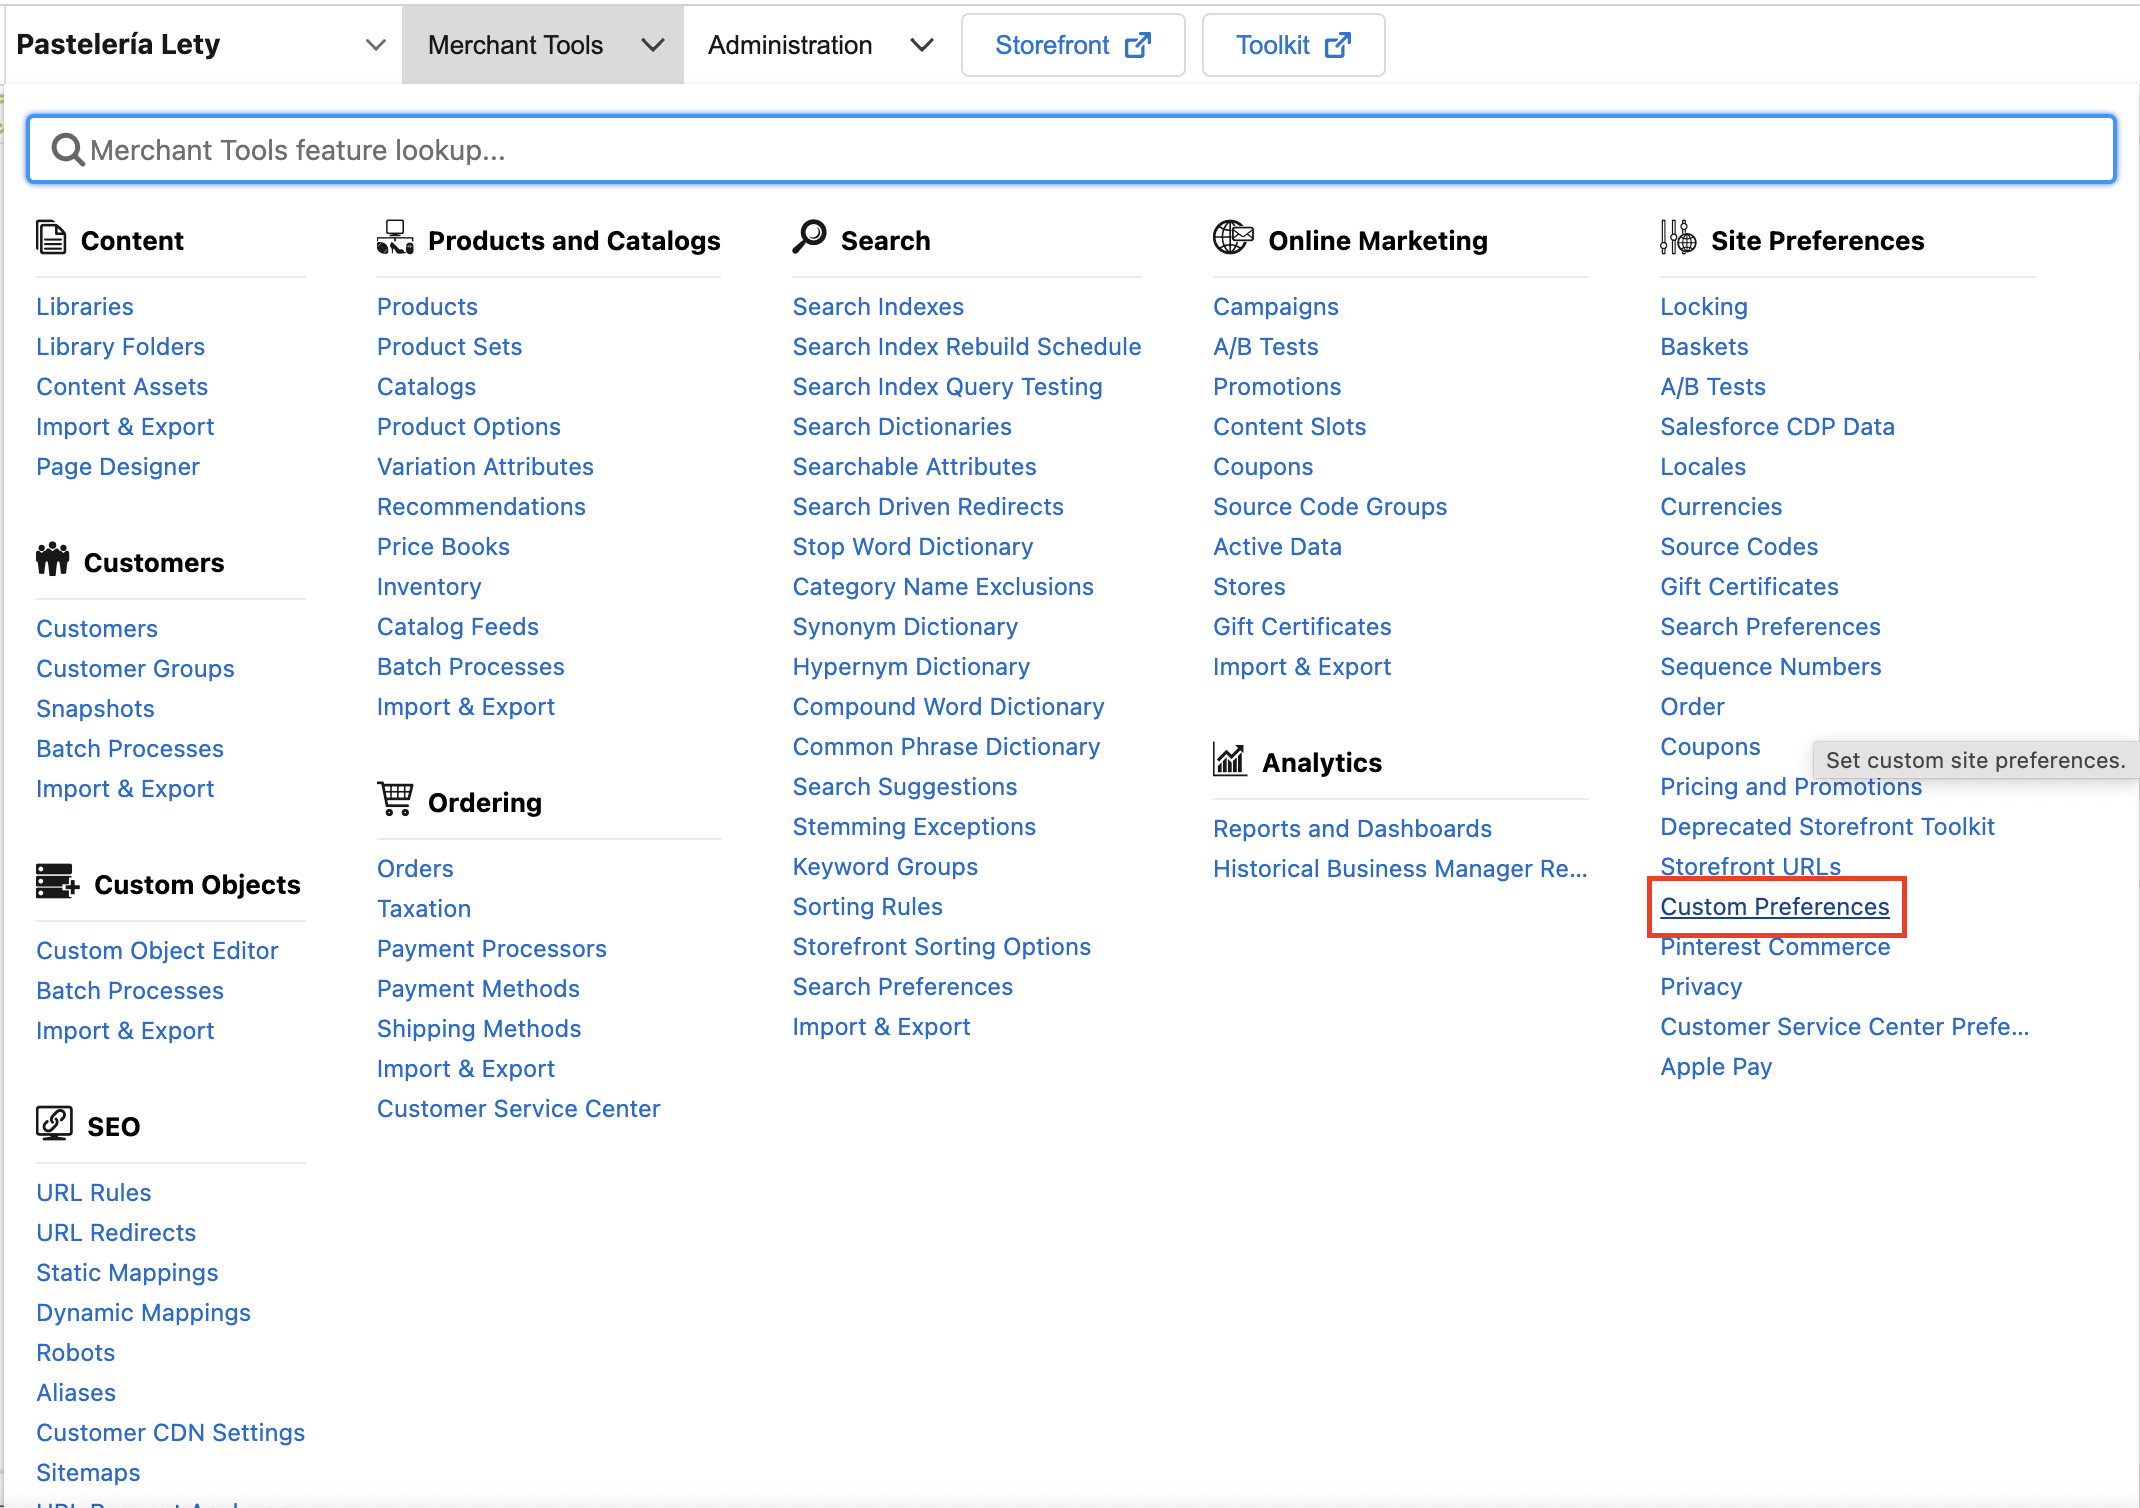 Pastelería Lety
Merchant Tools
Administration
Storefront
Toolkit
Merchant Tools feature lookup...
Content
Libraries
Library Folders
Content Assets
Import & Export
Page Designer
Customers
Customers
Customer Groups
Snapshots
Batch Processes
Import & Export
Custom Objects
Custom Object Editor
Batch Processes
Import & Export
SEO
URL Rules
URL Redirects
Static Mappings
Dynamic Mappings
Robots
Aliases
Customer CDN Settings
Sitemaps
Products and Catalogs
Products
Product Sets
Catalogs
Product Options
Variation Attributes
Recommendations
Price Books
Inventory
Catalog Feeds
Batch Processes
Import & Export
Ordering
Orders
Taxation
Payment Processors
Payment Methods
Shipping Methods
Import & Export
Customer Service Center
Search
Search Indexes
Search Index Rebuild Schedule
Search Index Query Testing
Search Dictionaries
Searchable Attributes
Search Driven Redirects
Stop Word Dictionary
Category Name Exclusions
Synonym Dictionary
Hypernym Dictionary
Compound Word Dictionary
Common Phrase Dictionary
Search Suggestions
Stemming Exceptions
Keyword Groups
Sorting Rules
Storefront Sorting Options
Search Preferences
Import & Export
Online Marketing
Campaigns
A/B Tests
Promotions
Content Slots
Coupons
Source Code Groups
Active Data
Stores
Gift Certificates
Import & Export
Analytics
Reports and Dashboards
Historical Business Manager Re...
Site Preferences
Locking
Baskets
A/B Tests
Salesforce CDP Data
Locales
Currencies
Source Codes
Gift Certificates
Search Preferences
Sequence Numbers
Order
Coupons
Set custom site preferences.
Pricing and Promotions
Deprecated Storefront Toolkit
Storefront URLs
Custom Preferences
Pinterest Commerce
Privacy
Customer Service Center Prefe...
Apple Pay